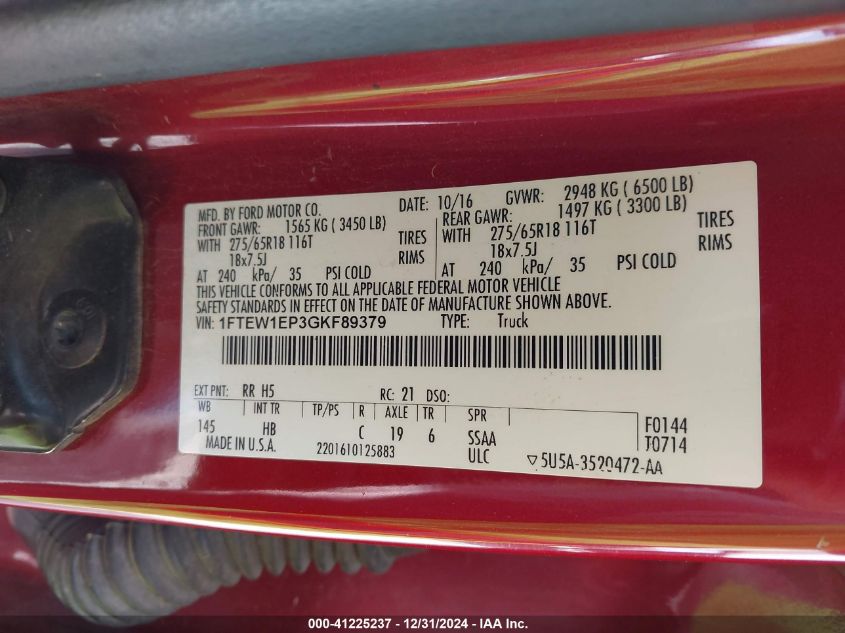 MFD. BY FORD MOTOR CO. DATE: 10/16 GVWR: 2948 KG ( 6500 LB)
FRONT GAWR: 1565 KG ( 3450 LB) REAR GAWR: 1497 KG ( 3300 LB)
WITH 275/65R18 116T TIRES WITH 275/65R18 116T TIRES
18x7.5J RIMS 18x7.5J RIMS
AT 240 kPa/ 35 PSI COLD AT 240 kPa/ 35 PSI COLD
THIS VEHICLE CONFORMS TO ALL APPLICABLE FEDERAL MOTOR VEHICLE
SAFETY STANDARDS IN EFFECT ON THE DATE OF MANUFACTURE SHOWN ABOVE.
VIN: 1FTEW1EP3GKF89379 TYPE: Truck
EXT PNT: RR H5 RC: 21 DSO:
WB INT TR TP/PS R AXLE TR SPR
145 HB C 19 6 SSAA F0144
MADE IN U.S.A. 2201610125883 ULC T0714
▽5U5A-3520472-AA
000-41225237 - 12/31/2024 - IAA Inc.